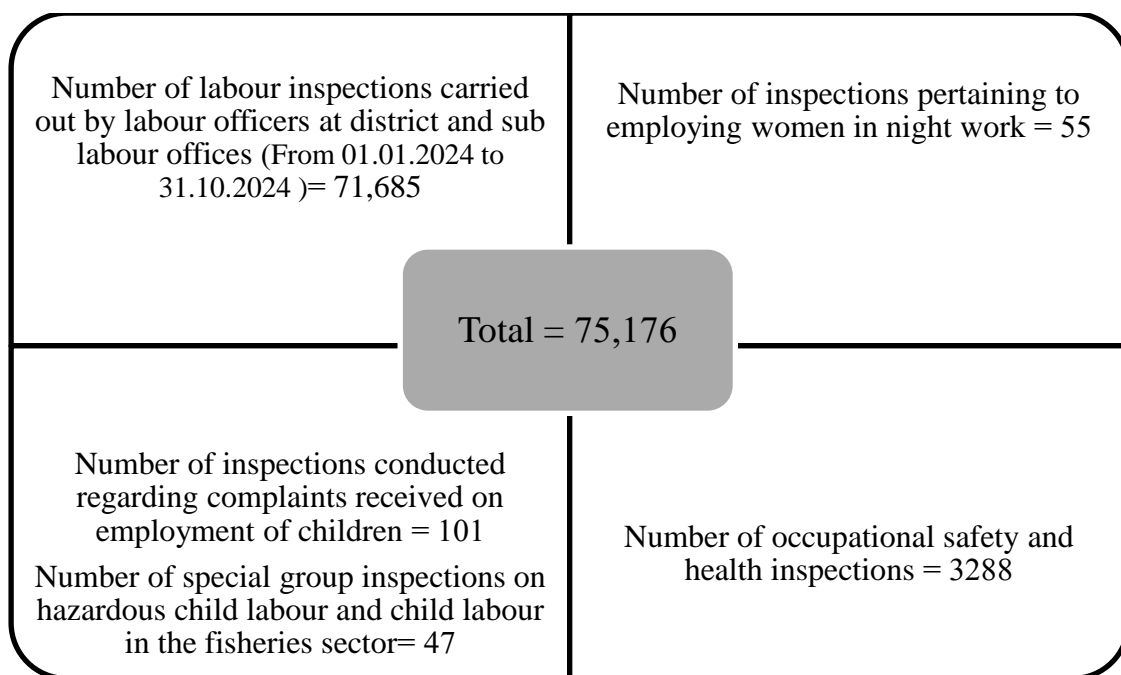 Number of labour inspections carried
out by labour officers at district and sub
labour offices (From 01.01.2024 to
31.10.2024 )= 71,685
Number of inspections pertaining to
employing women in night work = 55
Total = 75,176
Number of inspections conducted
regarding complaints received on
employment of children = 101
Number of special group inspections on
hazardous child labour and child labour
in the fisheries sector= 47
Number of occupational safety and
health inspections = 3288